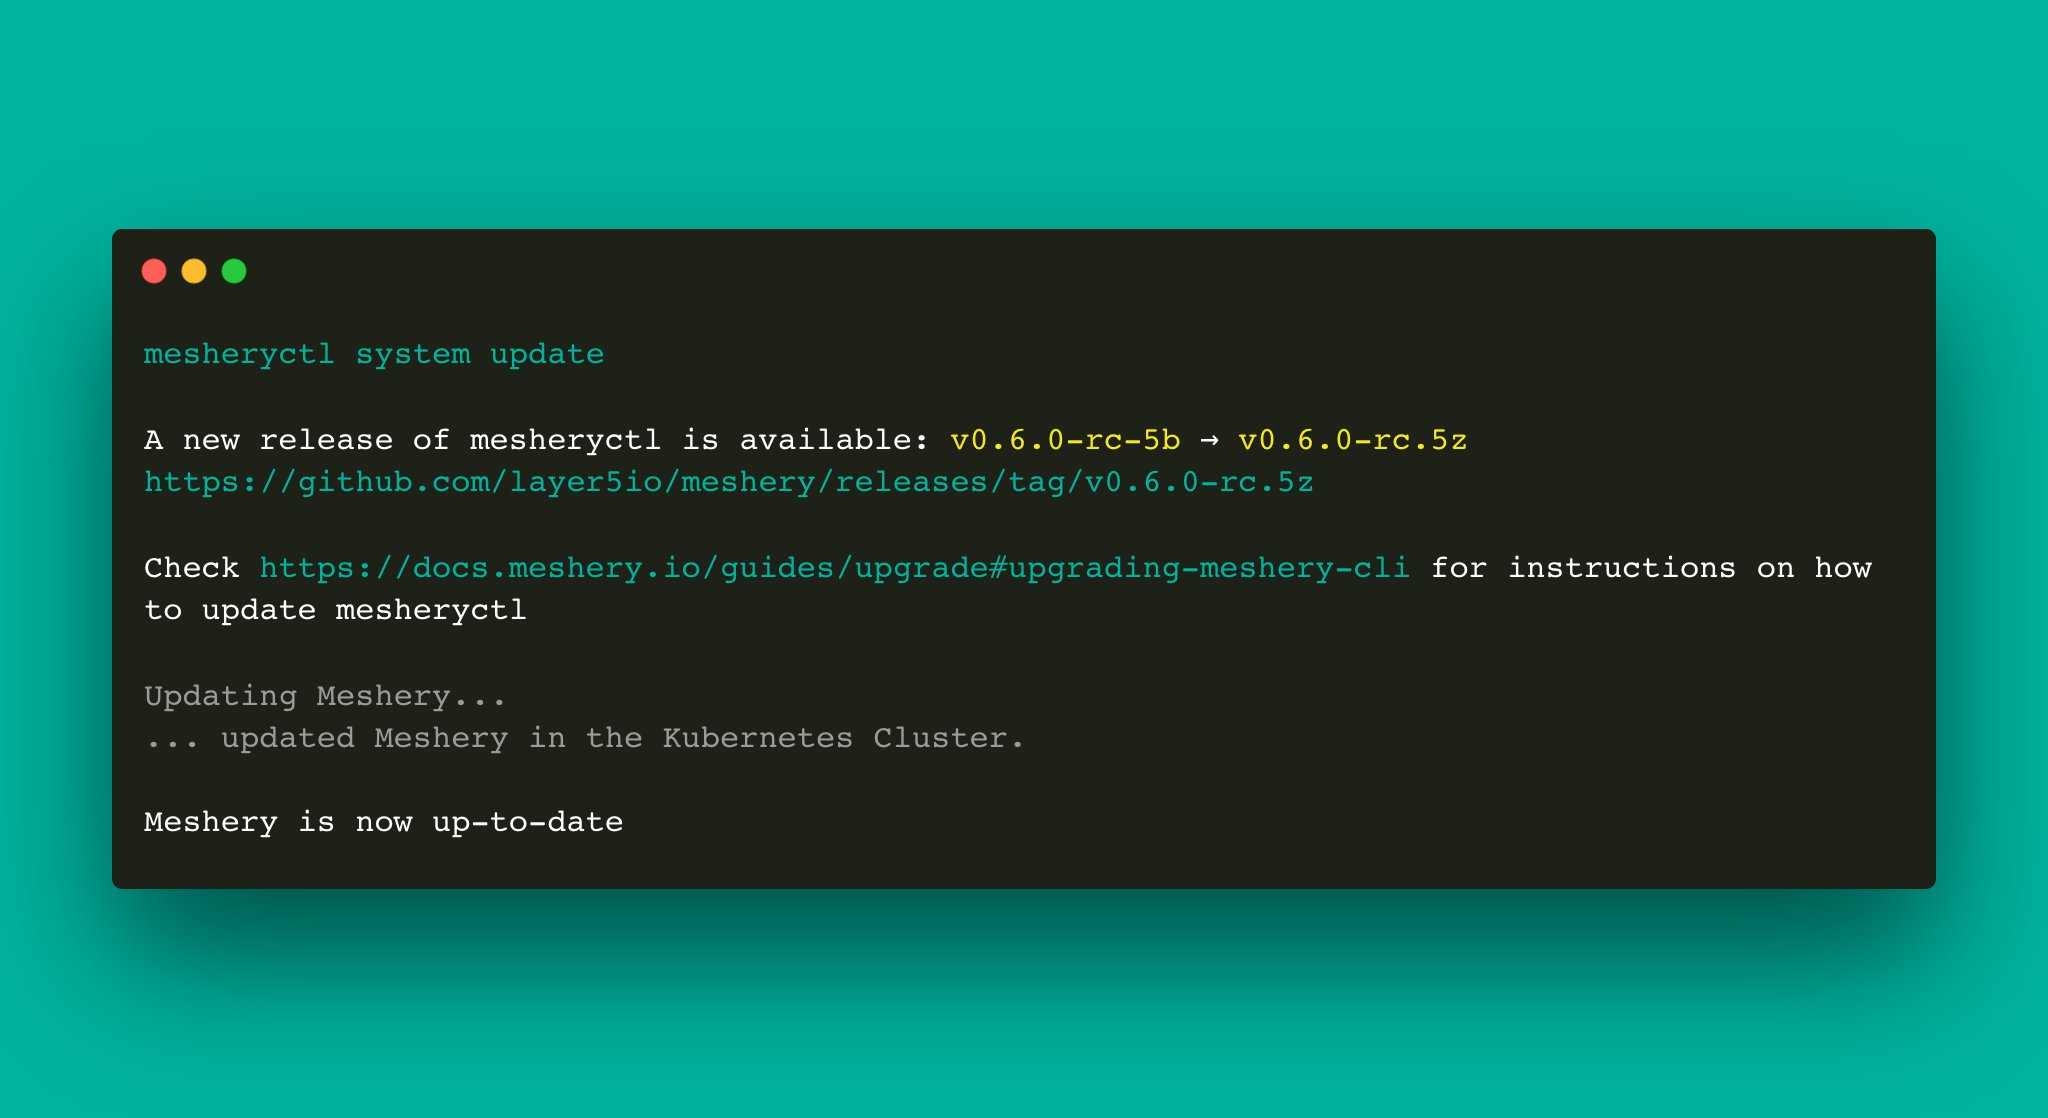 mesheryctl system update
A new release of mesheryctl is available: v0.6.0-rc-5b → v0.6.0-rc.5z
https://github.com/layer5io/meshery/releases/tag/v0.6.0-rc.5z
Check https://docs.meshery.io/guides/upgrade#upgrading-meshery-cli for instructions on how
to update mesheryctl
Updating Meshery...
... updated Meshery in the Kubernetes Cluster.
Meshery is now up-to-date